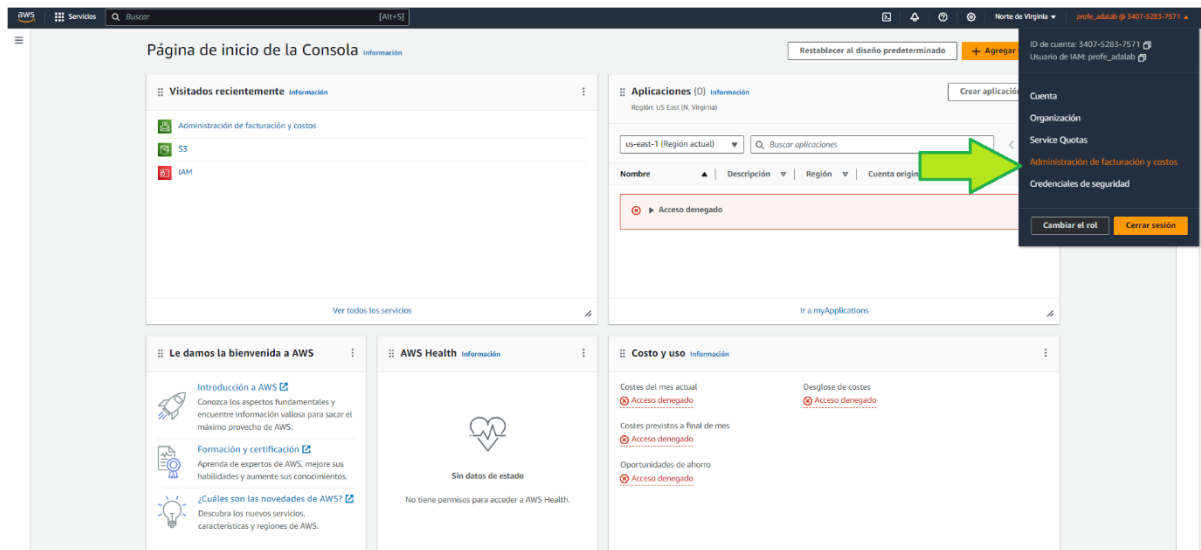 aws
Servicios
Buscar
[Alt+S]
Norte de Virginia
profe_adalab @ 3407-5283-7571
ID de cuenta: 3407-5283-7571
Usuario de IAM: profe_adalab
Cuenta
Organización
Service Quotas
Administración de facturación y costos
Credenciales de seguridad
Cambiar el rol
Cerrar sesión
Página de inicio de la Consola Información
Restablecer al diseño predeterminado
+ Agregar
Visitados recientemente Información
Administración de facturación y costos
S3
IAM
Ver todos los servicios
Aplicaciones (0) Información
Región: US East (N. Virginia)
Crear aplicación
us-east-1 (Región actual)
Buscar aplicaciones
Nombre
Descripción
Región
Cuenta origin
Acceso denegado
Ir a myApplications
Le damos la bienvenida a AWS
Introducción a AWS
Conozca los aspectos fundamentales y
encuentre información valiosa para sacar el
máximo provecho de AWS.
Formación y certificación
Aprenda de expertos de AWS, mejore sus
habilidades y aumente sus conocimientos.
¿Cuáles son las novedades de AWS?
Descubra los nuevos servicios,
características y regiones de AWS.
AWS Health Información
Sin datos de estado
No tiene permisos para acceder a AWS Health.
Costo y uso Información
Costes del mes actual
Acceso denegado
Costes previstos a final de mes
Acceso denegado
Oportunidades de ahorro
Acceso denegado
Desglose de costes
Acceso denegado